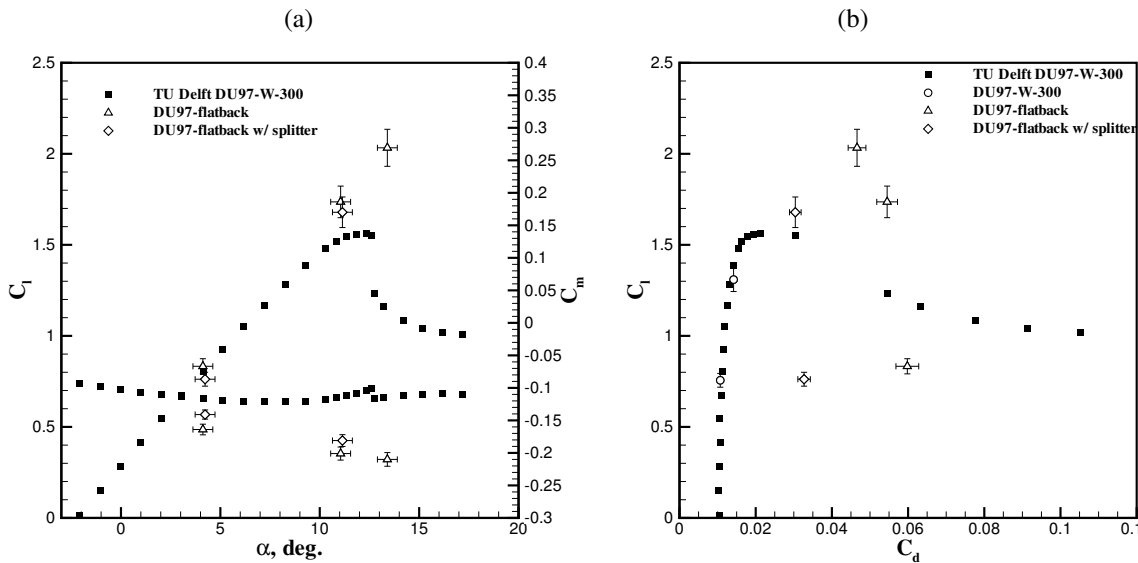 (a)
(b)
TU Delft DU97-W-300
DU97-flatback
DU97-flatback w/ splitter
TU Delft DU97-W-300
DU97-W-300
DU97-flatback
DU97-flatback w/ splitter
2.5
2
1.5
1
0.5
0
C_l
0.4
0.35
0.3
0.25
0.2
0.15
0.1
0.05
0
-0.05
-0.1
-0.15
-0.2
-0.25
-0.3
C_m
0 5 10 15 20
α, deg.
2.5
2
1.5
1
0.5
0
C_l
0 0.02 0.04 0.06 0.08 0.1 0.1
C_d